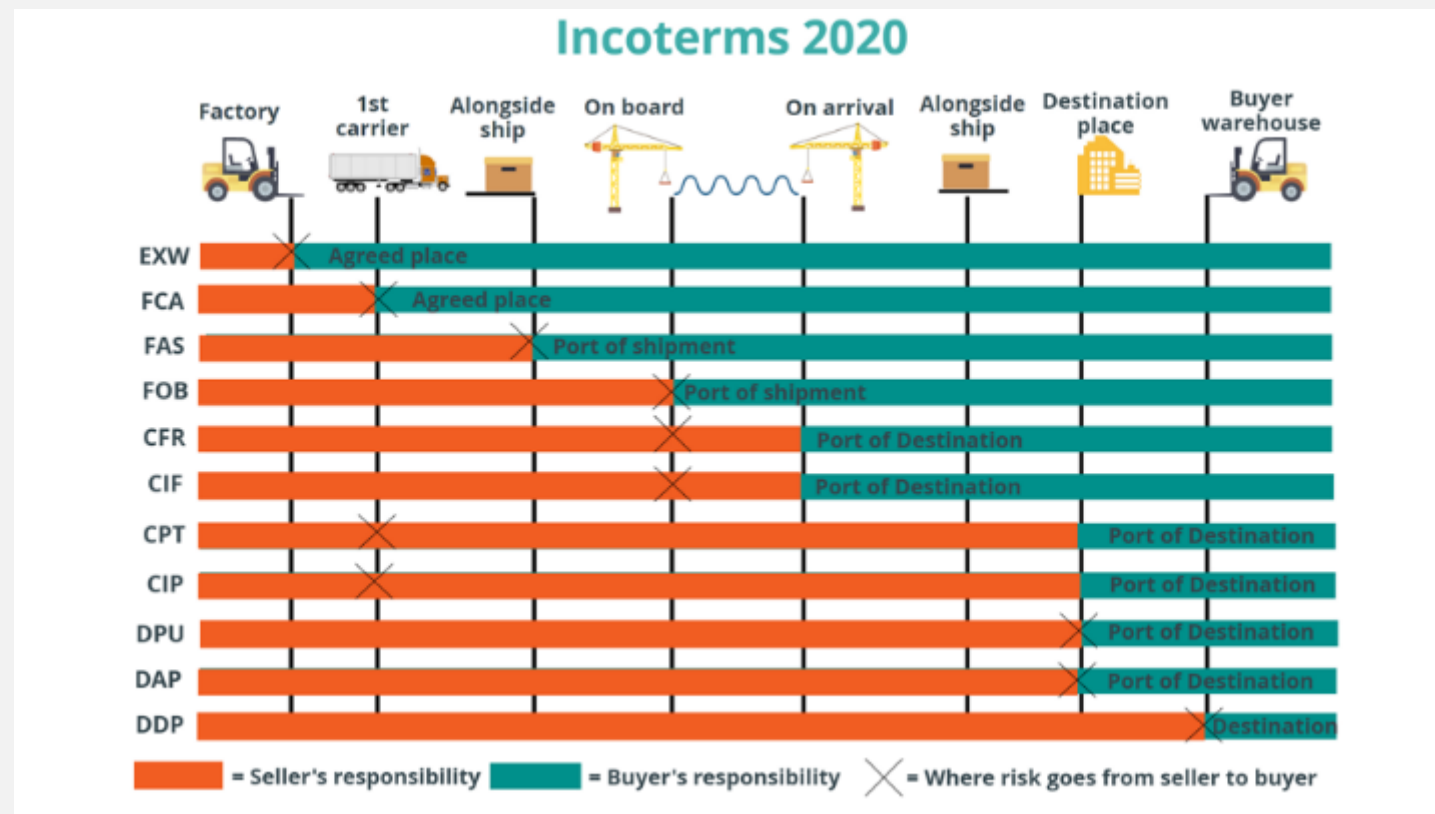 Incoterms 2020
Factory
1st
carrier
Alongside
ship
On board
On arrival
Alongside
ship
Destination
place
Buyer
warehouse
EXW Agreed place
FCA Agreed place
FAS Port of shipment
FOB Port of shipment
CFR Port of Destination
CIF Port of Destination
CPT Port of Destination
CIP Port of Destination
DPU Port of Destination
DAP Port of Destination
DDP Destination
= Seller's responsibility = Buyer's responsibility = Where risk goes from seller to buyer